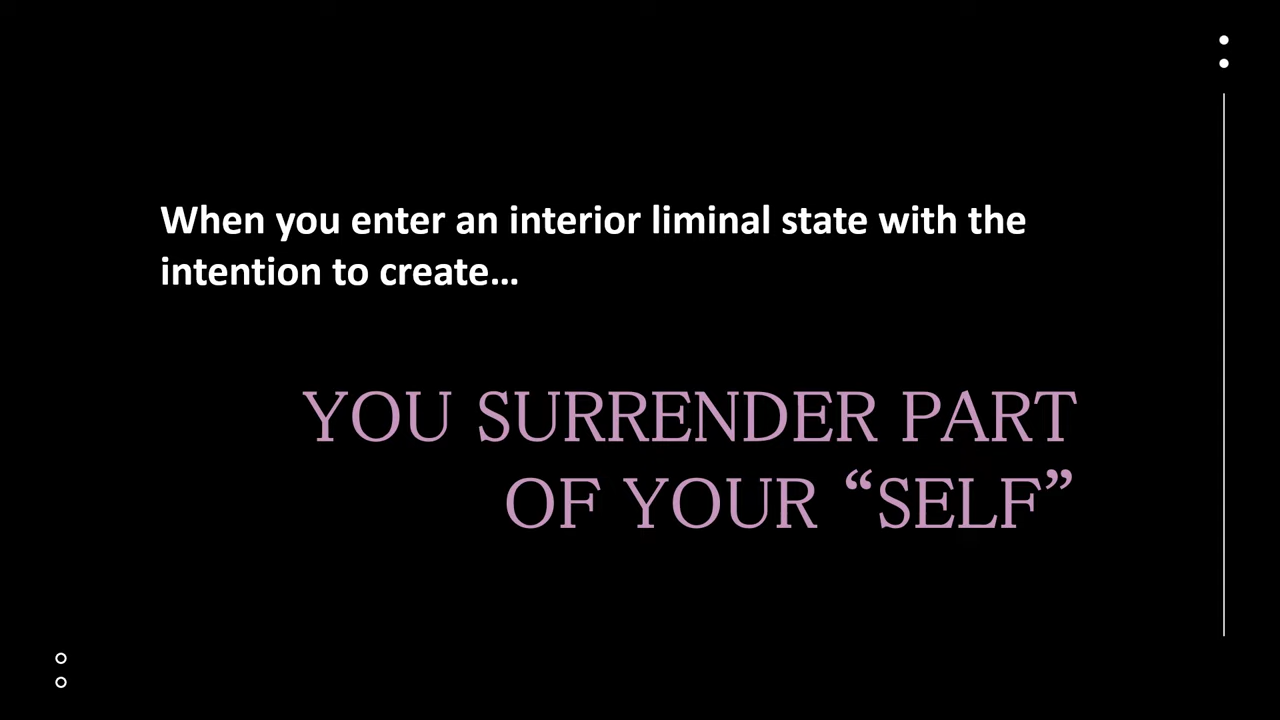 When you enter an interior liminal state with the
intention to create…
YOU SURRENDER PART
OF YOUR “SELF”